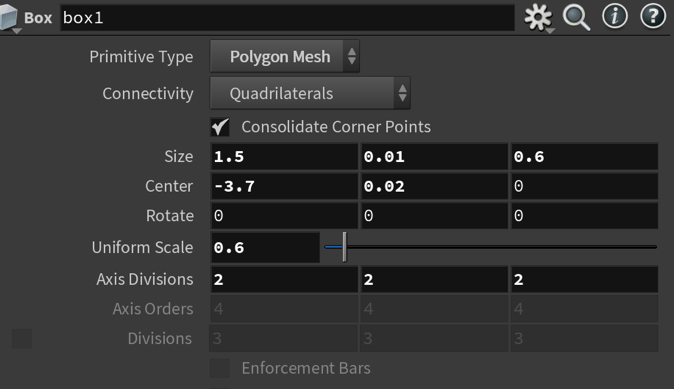 Box box1
Primitive Type Polygon Mesh
Connectivity Quadrilaterals
Consolidate Corner Points
Size 1.5 0.01 0.6
Center -3.7 0.02 0
Rotate 0 0 0
Uniform Scale 0.6
Axis Divisions 2 2 2
Axis Orders 4 4 4
Divisions 3 3 3
Enforcement Bars